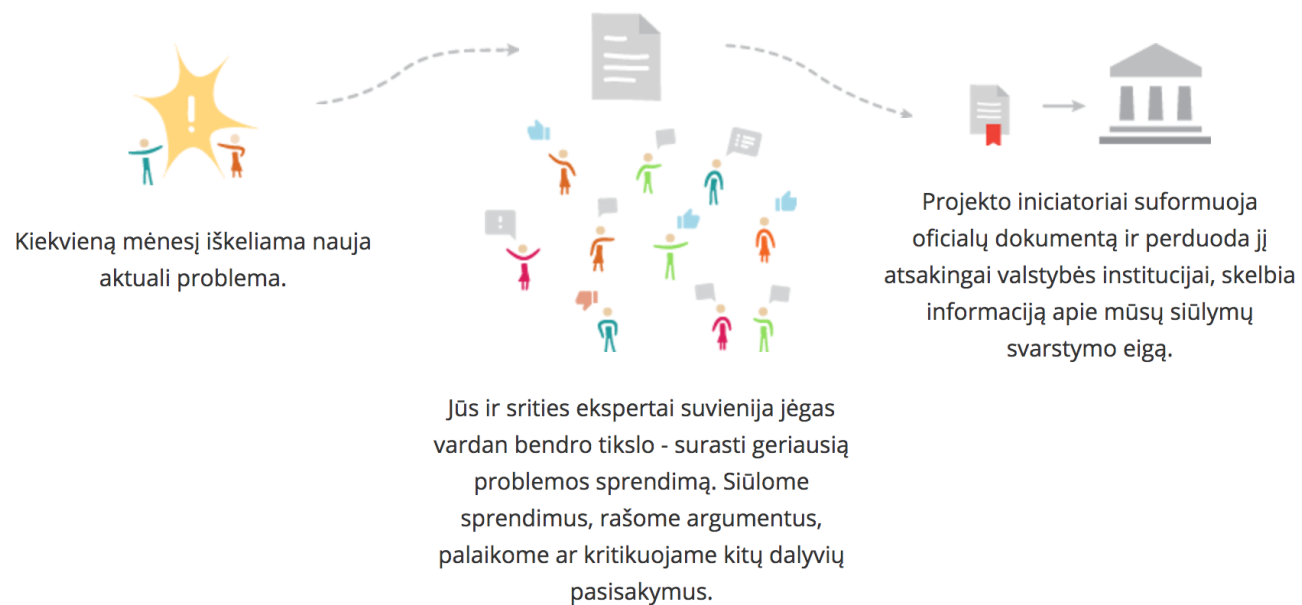 Kiekvieną mėnesį iškeliama nauja
aktuali problema.
Jūs ir srities ekspertai suvienija jėgas
vardan bendro tikslo - surasti geriausią
problemos sprendimą. Siūlome
sprendimus, rašome argumentus,
palaikome ar kritikuojame kitų dalyvių
pasisakymus.
Projekto iniciatoriai suformuoja
oficialų dokumentą ir perduoda jį
atsakingai valstybės institucijai, skelbia
informaciją apie mūsų siūlymų
svarstymo eigą.